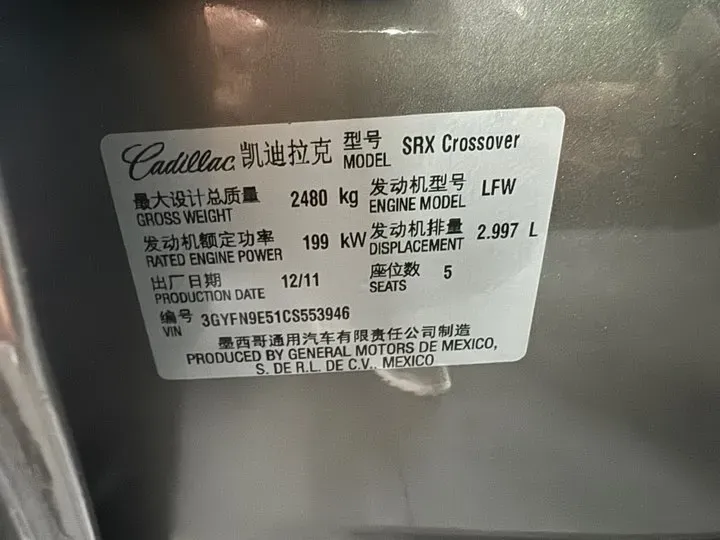 Cadillac 凯迪拉克 型号 MODEL SRX Crossover
最大设计总质量 GROSS WEIGHT 2480 kg 发动机型号 ENGINE MODEL LFW
发动机额定功率 RATED ENGINE POWER 199 kW 发动机排量 DISPLACEMENT 2.997 L
出厂日期 PRODUCTION DATE 12/11 座位数 SEATS 5
编号 VIN 3GYFN9E51CS553946
墨西哥通用汽车有限责任公司制造
PRODUCED BY GENERAL MOTORS DE MEXICO,
S. DE R.L. DE C.V., MEXICO